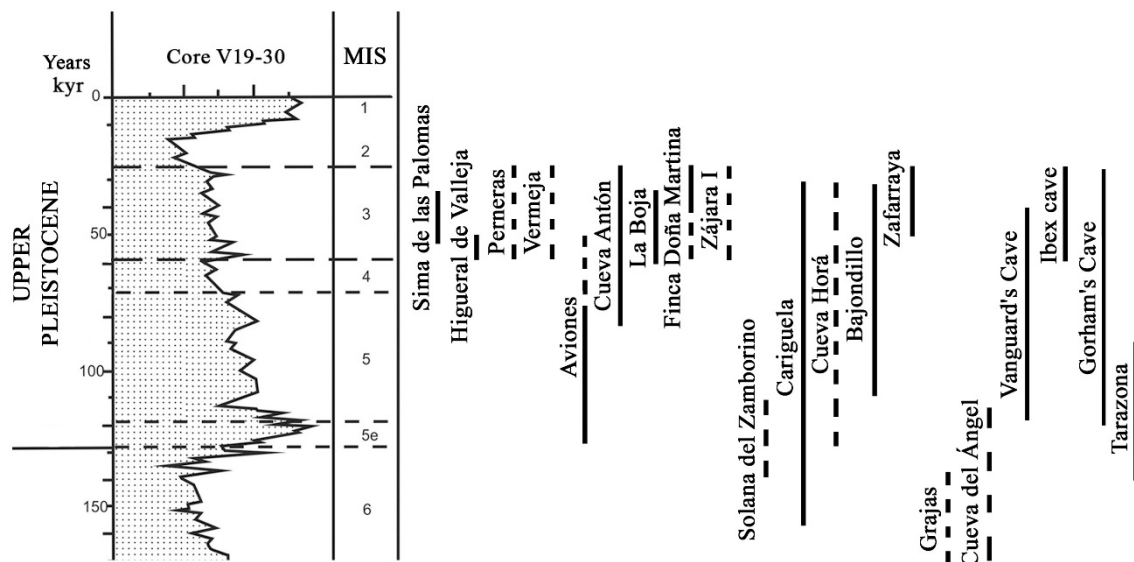 Years
kyr
Core V19-30
MIS
0
50
100
150
1
2
3
4
5
5e
6
UPPER
PLEISTOCENE
Sima de las Palomas
Higueral de Valleja
Perneras
Vermeja
Aviones
Cueva Antón
La Boja
Finca Doña Martina
Zájara I
Solana del Zamborino
Cariguela
Cueva Horá
Bajondillo
Zafarraya
Grajas
Cueva del Ángel
Vanguard's Cave
Ibex cave
Gorham's Cave
Tarazona